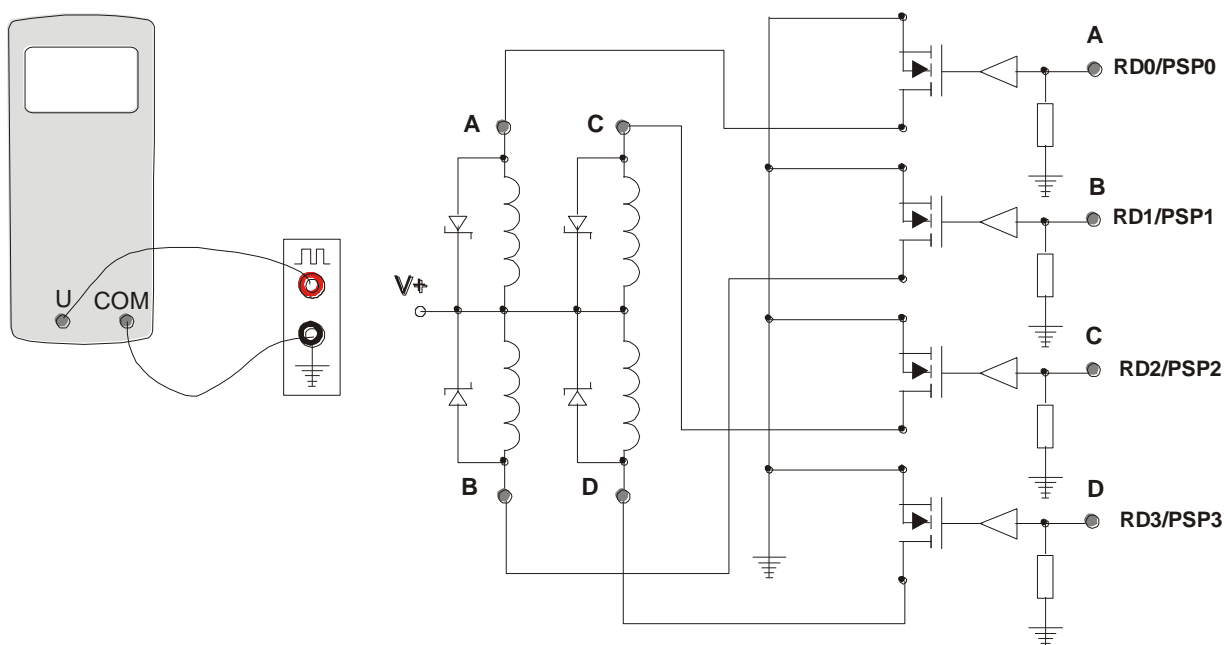 U COM
V+
A C
B D
A
RD0/PSP0
B
RD1/PSP1
C
RD2/PSP2
D
RD3/PSP3